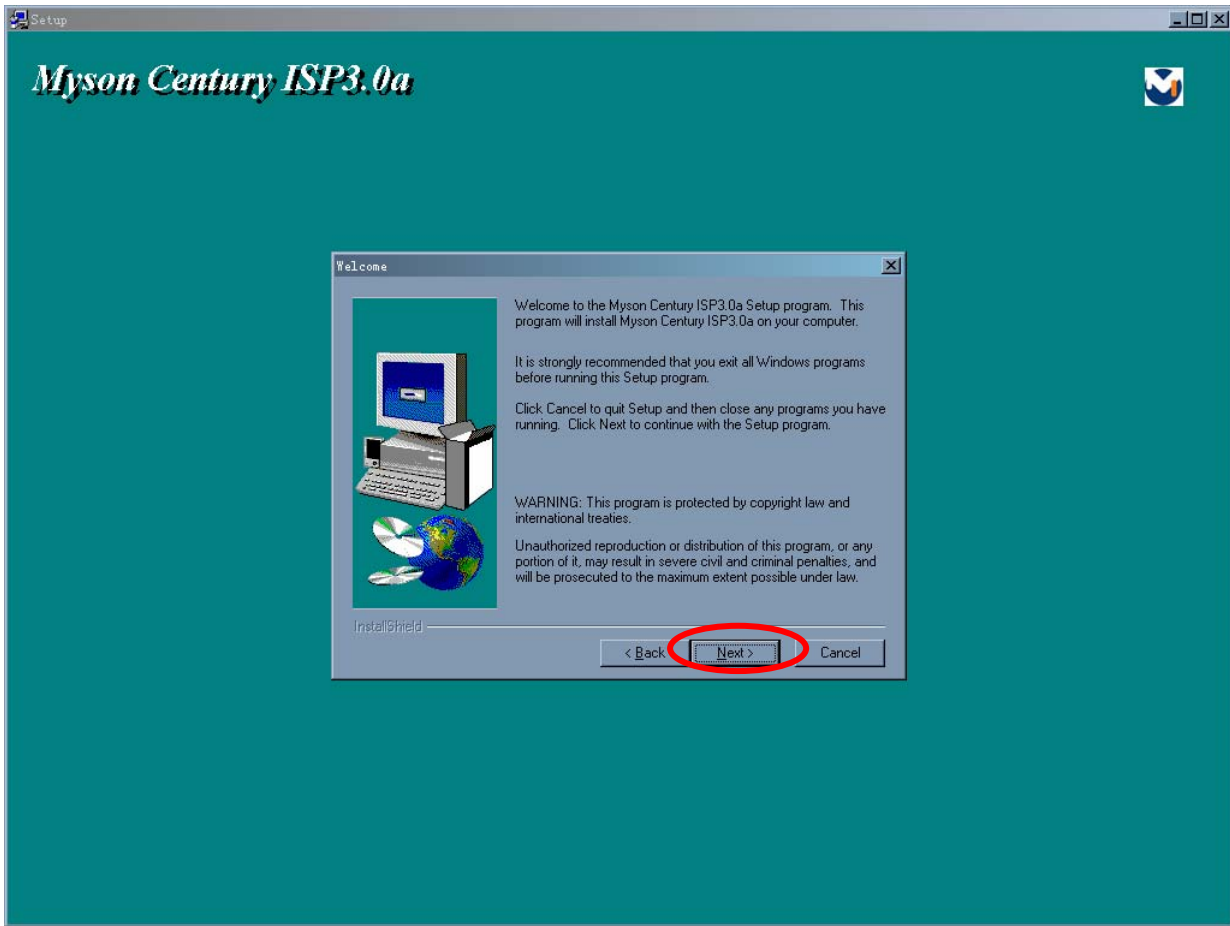 Setup
Myson Century ISP3.0a
Welcome
Welcome to the Myson Century ISP3.0a Setup program. This
program will install Myson Century ISP3.0a on your computer.
It is strongly recommended that you exit all Windows programs
before running this Setup program.
Click Cancel to quit Setup and then close any programs you have
running. Click Next to continue with the Setup program.
WARNING: This program is protected by copyright law and
international treaties.
Unauthorized reproduction or distribution of this program, or any
portion of it, may result in severe civil and criminal penalties, and
will be prosecuted to the maximum extent possible under law.
InstallShield
< Back Next > Cancel